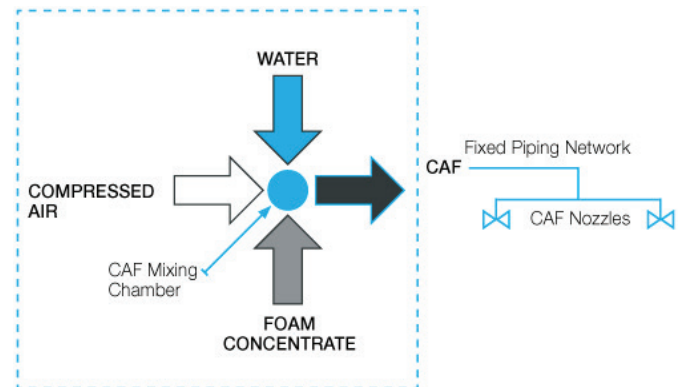 WATER
Fixed Piping Network
CAF
COMPRESSED
AIR
CAF Nozzles
CAF Mixing
Chamber
FOAM
CONCENTRATE